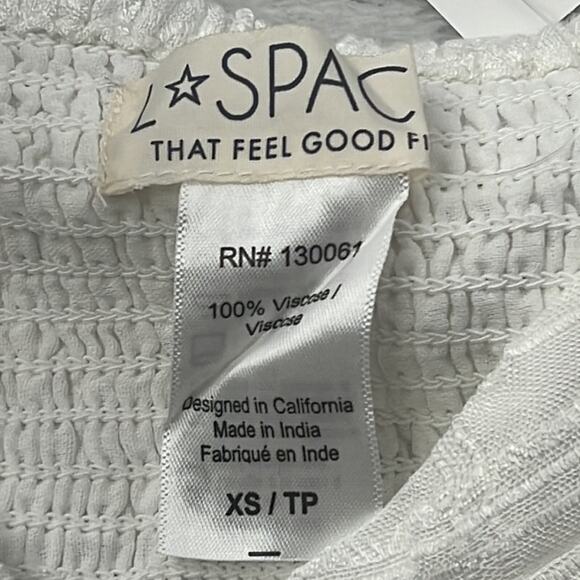 L☆SPAC
THAT FEEL GOOD FI
RN# 130061
100% Viscose /
Viscose
Designed in California
Made in India
Fabriqué en Inde
XS / TP